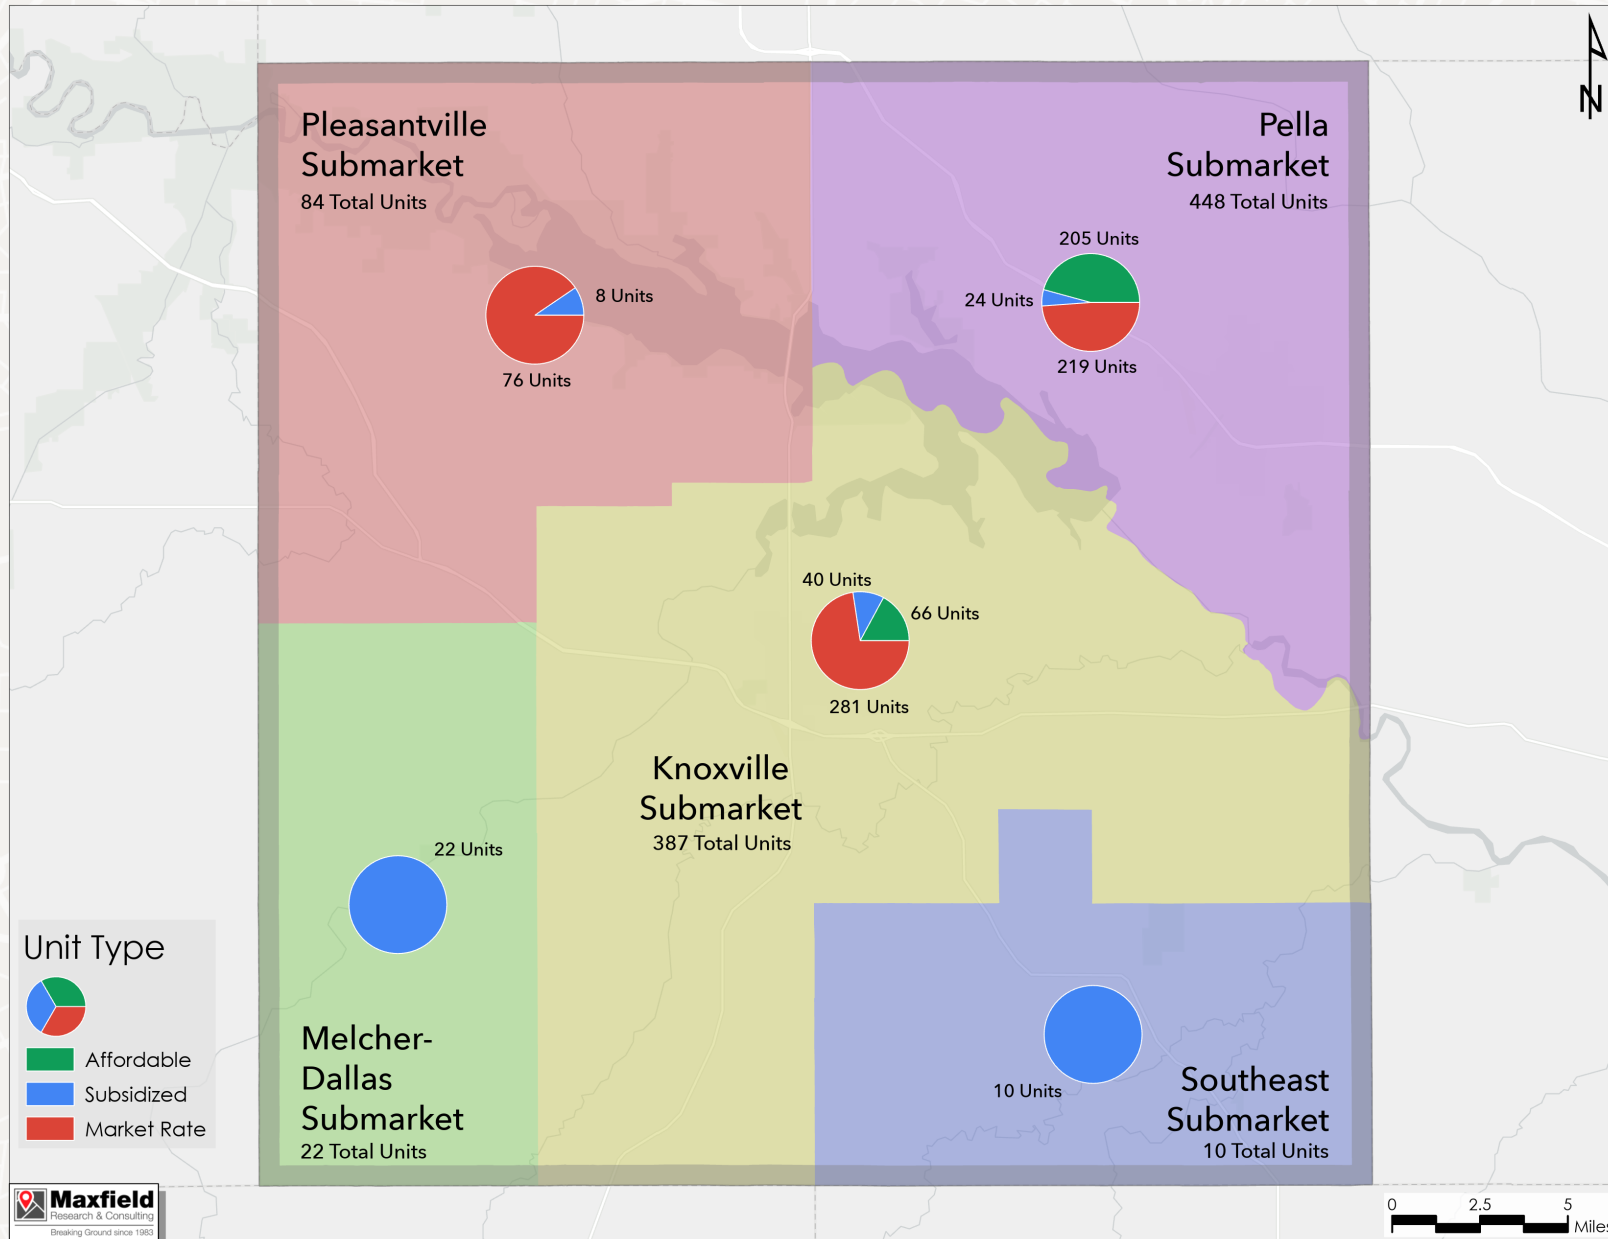 N
Pleasantville
Submarket
84 Total Units
Pella
Submarket
448 Total Units
205 Units
24 Units
219 Units
8 Units
76 Units
40 Units
66 Units
281 Units
Knoxville
Submarket
387 Total Units
22 Units
Melcher-
Dallas
Submarket
22 Total Units
10 Units
Southeast
Submarket
10 Total Units
Unit Type
Affordable
Subsidized
Market Rate
Maxfield
Research & Consulting
Breaking Ground since 1983
0 2.5 5
Miles